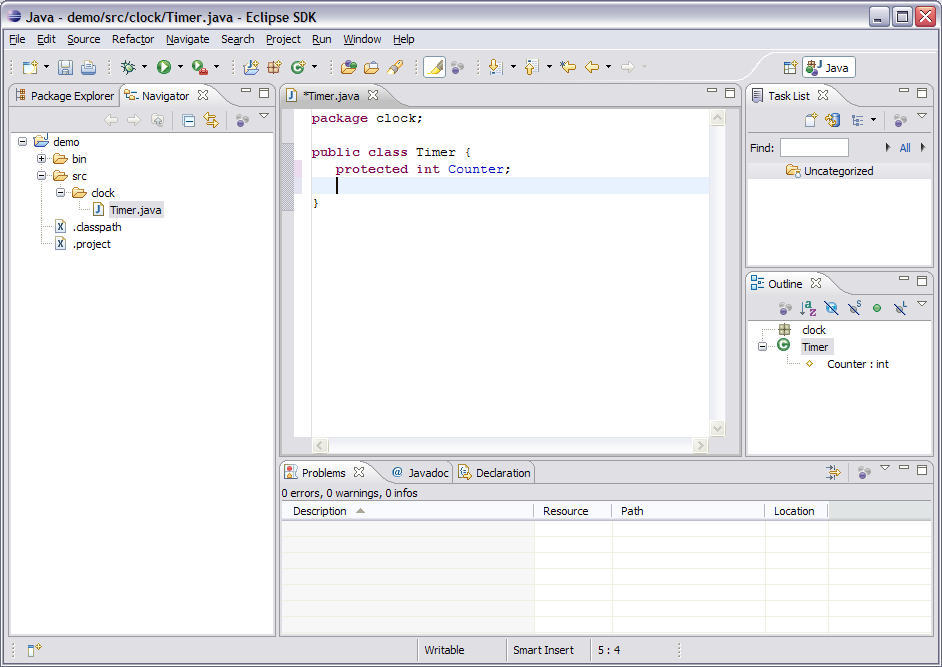 Java - demo/src/clock/Timer.java - Eclipse SDK
File Edit Source Refactor Navigate Search Project Run Window Help
Java
Package Explorer Navigator
demo
bin
src
clock
Timer.java
.classpath
.project
*Timer.java
package clock;
public class Timer {
protected int Counter;
}
Task List
Find: All
Uncategorized
Outline
clock
Timer
Counter : int
Problems @ Javadoc Declaration
0 errors, 0 warnings, 0 infos
Description Resource Path Location
Writable Smart Insert 5 : 4